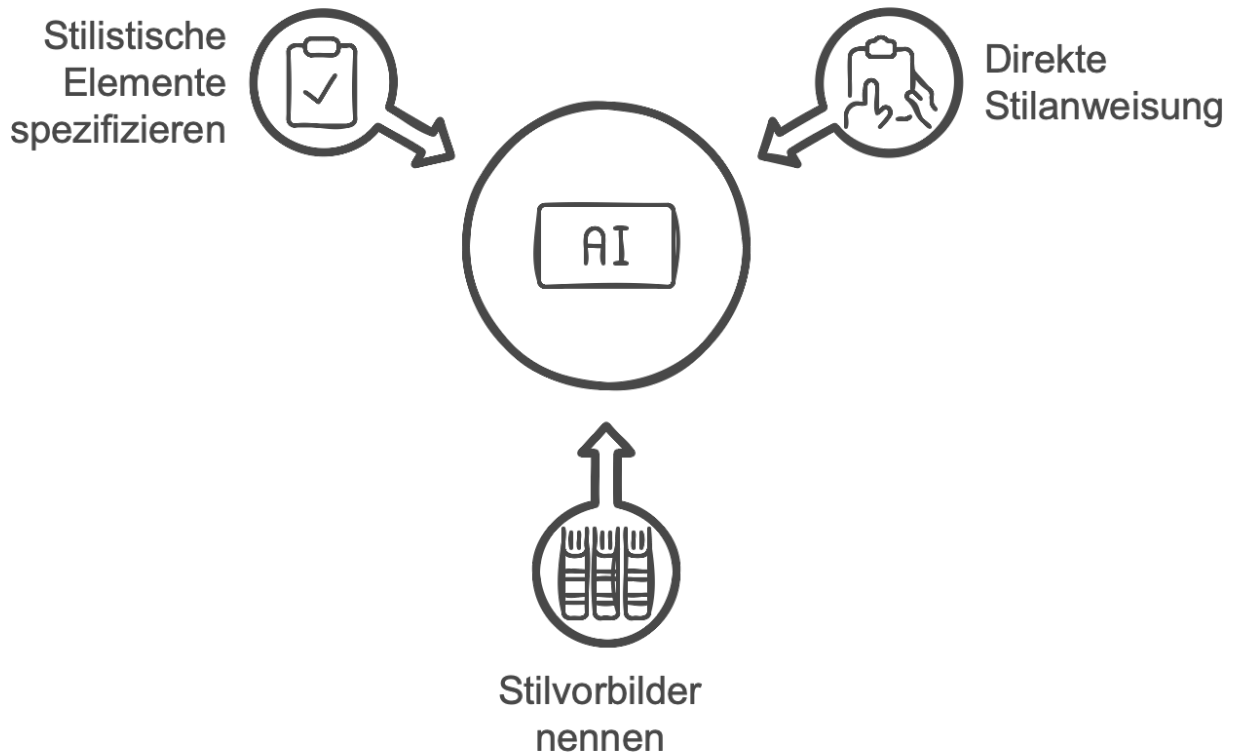 Stilistische
Elemente
spezifizieren
Direkte
Stilanweisung
AI
Stilvorbilder
nennen